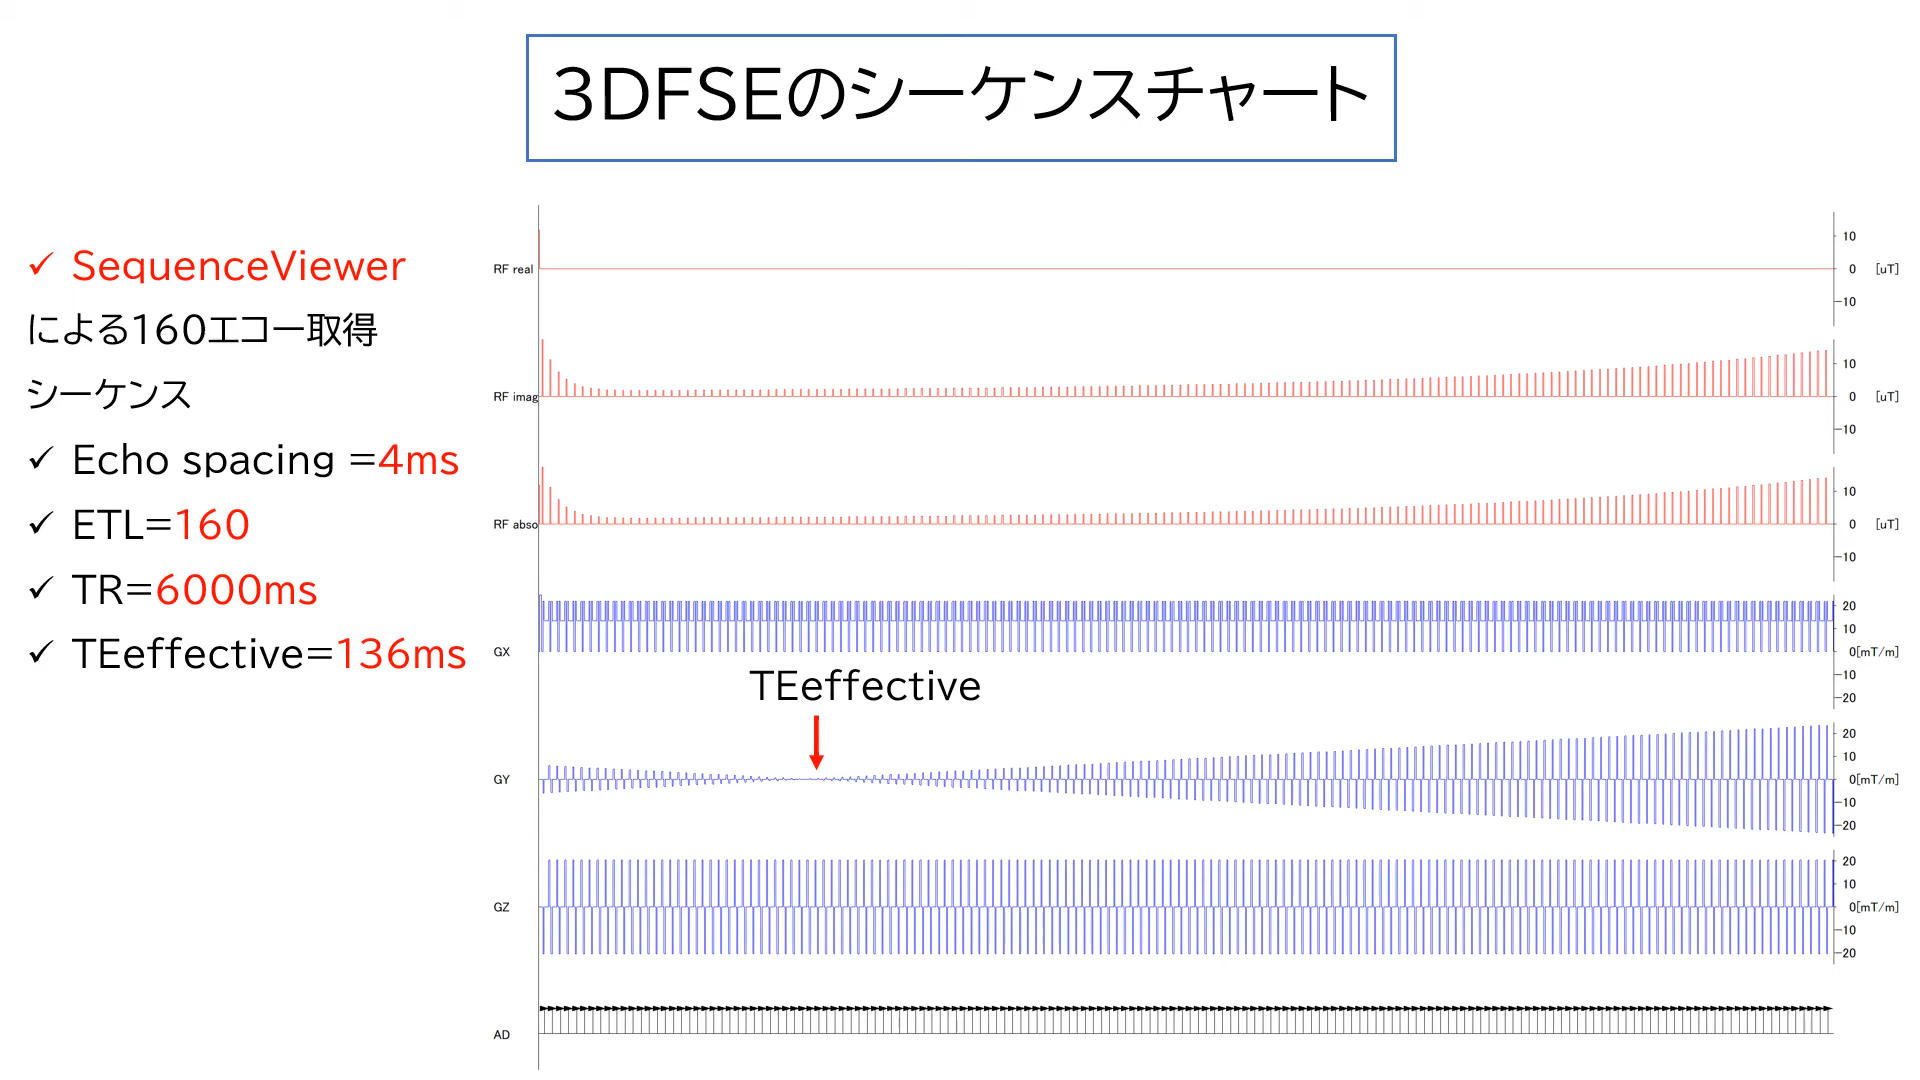 3DFSEのシーケンスチャート
✓ SequenceViewer
による160エコー取得
シーケンス
✓ Echo spacing =4ms
✓ ETL=160
✓ TR=6000ms
✓ TEeffective=136ms
RF real
10
0 [uT]
-10
RF imag
10
0 [uT]
-10
RF abso
10
0 [uT]
-10
GX
20
10
0[mT/m]
-10
-20
TEeffective
GY
20
10
0[mT/m]
-10
-20
GZ
20
10
0[mT/m]
-10
-20
AD